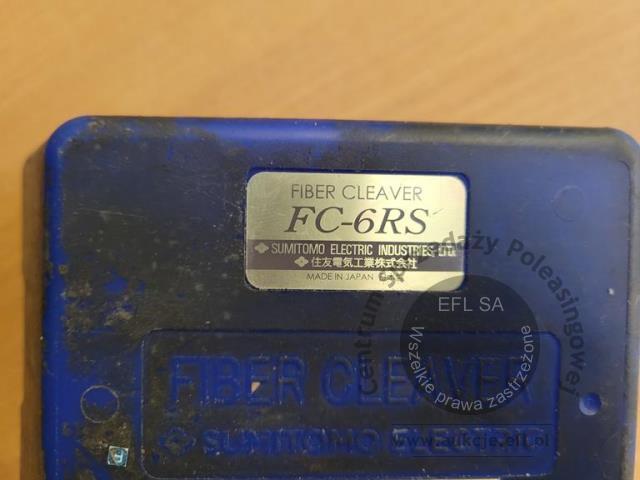 FIBER CLEAVER
FC-6RS
SUMITOMO ELECTRIC INDUSTRIES, LTD.
住友電気工業株式会社
MADE IN JAPAN
FIBER CLEAVER
SUMITOMO ELECTRIC
Centrum Sprzedaży Poleasingowej
EFL SA
Wszelkie prawa zastrzeżone
www.aukcje.efl.pl